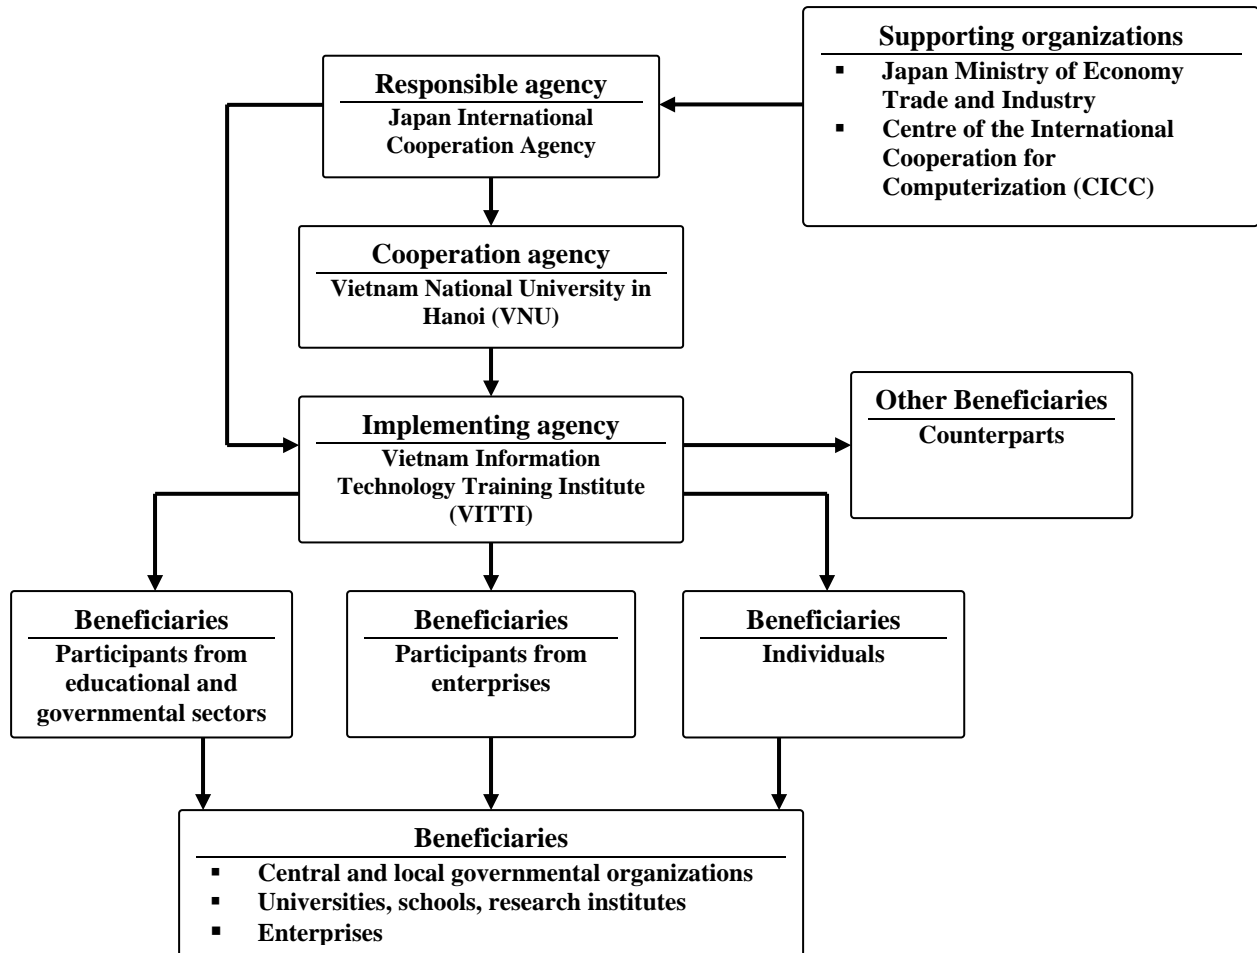 Supporting organizations
▪ Japan Ministry of Economy
Trade and Industry
▪ Centre of the International
Cooperation for
Computerization (CICC)
Responsible agency
Japan International
Cooperation Agency
Cooperation agency
Vietnam National University in
Hanoi (VNU)
Implementing agency
Vietnam Information
Technology Training Institute
(VITTI)
Other Beneficiaries
Counterparts
Beneficiaries
Participants from
educational and
governmental sectors
Beneficiaries
Participants from
enterprises
Beneficiaries
Individuals
Beneficiaries
▪ Central and local governmental organizations
▪ Universities, schools, research institutes
▪ Enterprises